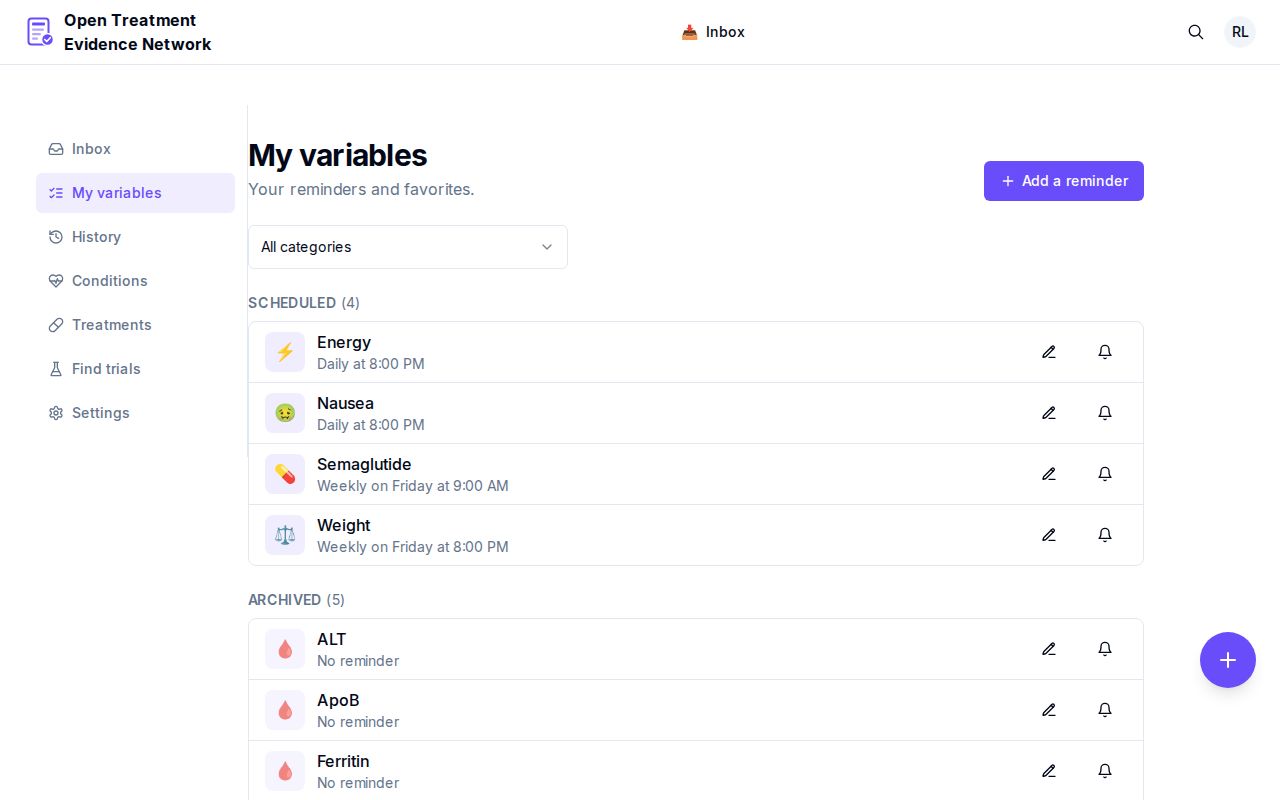 Open Treatment
Evidence Network
Inbox
RL
Inbox
My variables
History
Conditions
Treatments
Find trials
Settings
My variables
Your reminders and favorites.
Add a reminder
All categories
SCHEDULED (4)
Energy
Daily at 8:00 PM
Nausea
Daily at 8:00 PM
Semaglutide
Weekly on Friday at 9:00 AM
Weight
Weekly on Friday at 8:00 PM
ARCHIVED (5)
ALT
No reminder
ApoB
No reminder
Ferritin
No reminder